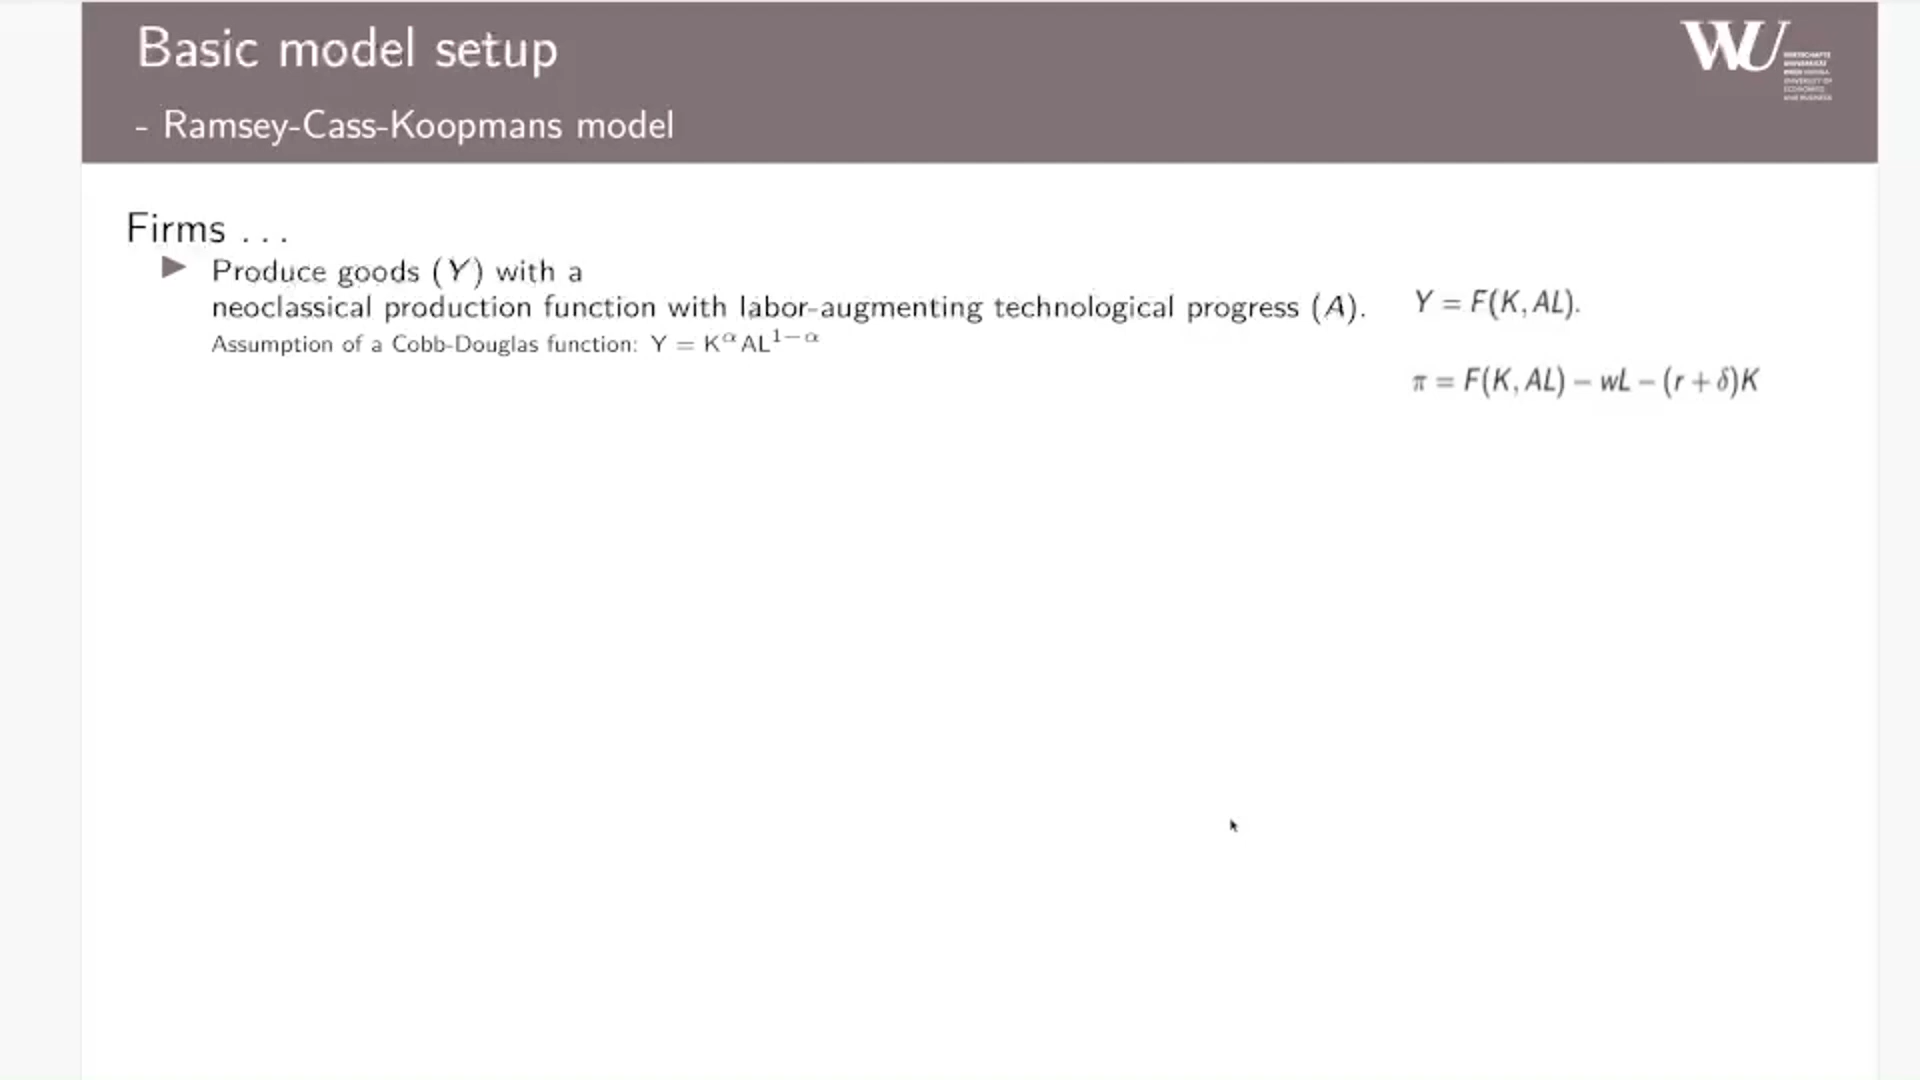 Basic model setup
- Ramsey-Cass-Koopmans model
WU
Firms . . .
▶ Produce goods (Y) with a
neoclassical production function with labor-augmenting technological progress (A).
Y = F(K, AL).
Assumption of a Cobb-Douglas function: Y = K^α AL^{1−α}
π = F(K, AL) − wL − (r + δ)K